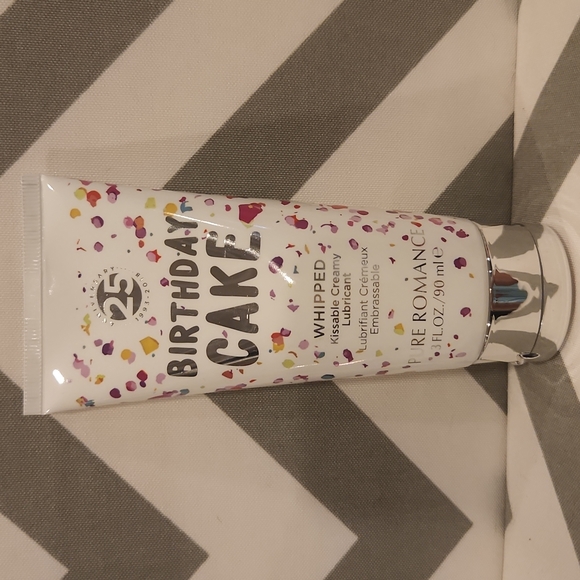 25
BIRTHDAY
CAKE
WHIPPED
Kissable Creamy
Lubricant
Lubrifiant Crémeux
Embrassable
PURE ROMANCE
3 FL.OZ./90 ml e